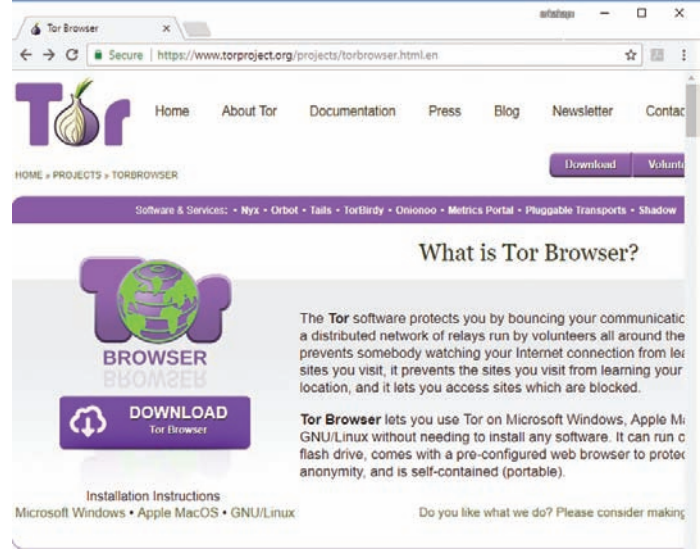 Tor Browser
Secure | https://www.torproject.org/projects/torbrowser.html.en
Tor
Home About Tor Documentation Press Blog Newsletter Contac
HOME » PROJECTS » TORBROWSER
Download Volunte
Software & Services: • Nyx • Orbot • Tails • TorBirdy • Onionoo • Metrics Portal • Pluggable Transports • Shadow
What is Tor Browser?
Tor
BROWSER
DOWNLOAD
Tor Browser
Installation Instructions
Microsoft Windows • Apple MacOS • GNU/Linux
The Tor software protects you by bouncing your communicatic
a distributed network of relays run by volunteers all around the
prevents somebody watching your Internet connection from lea
sites you visit, it prevents the sites you visit from learning your
location, and it lets you access sites which are blocked.
Tor Browser lets you use Tor on Microsoft Windows, Apple Ma
GNU/Linux without needing to install any software. It can run o
flash drive, comes with a pre-configured web browser to protec
anonymity, and is self-contained (portable).
Do you like what we do? Please consider making